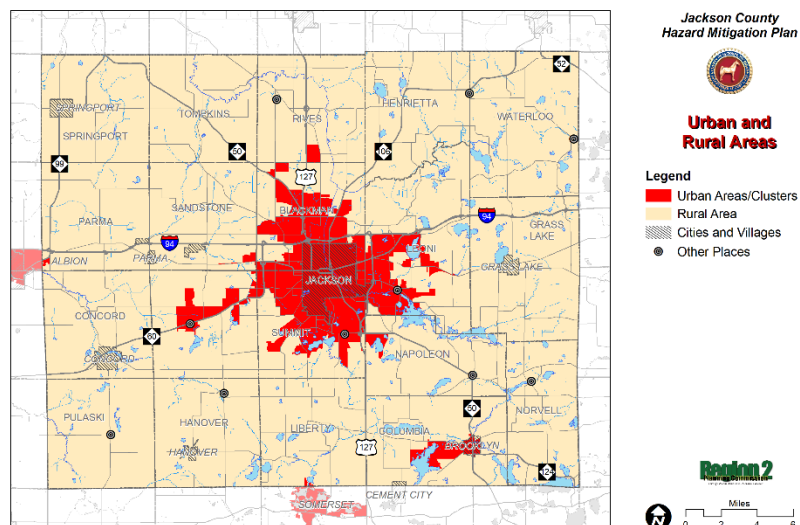 Jackson County
Hazard Mitigation Plan
Urban and
Rural Areas
Legend
Urban Areas/Clusters
Rural Area
Cities and Villages
Other Places
Region 2
Miles
0 2 4 6
N
52
SPRINGPORT
TOMPKINS
RIVES
HENRIETTA
WATERLOO
SPRINGPORT
50
106
99
127
SANDSTONE
BLACKMAN
94
PARMA
GRASS
LAKE
94
LEONI
ALBION
PARMA
GRASS LAKE
JACKSON
CONCORD
60
SUMMIT
CONCORD
NAPOLEON
PULASKI
HANOVER
LIBERTY
COLUMBIA
50
NORVELL
HANOVER
127
BROOKLYN
124
CEMENT CITY
SOMERSET